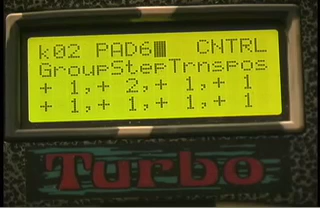 k02 PAD6█ CNTRL
GroupStepTrnspos
+ 1,+ 2,+ 1,+ 1
+ 1,+ 1,+ 1,+ 1
Turbo